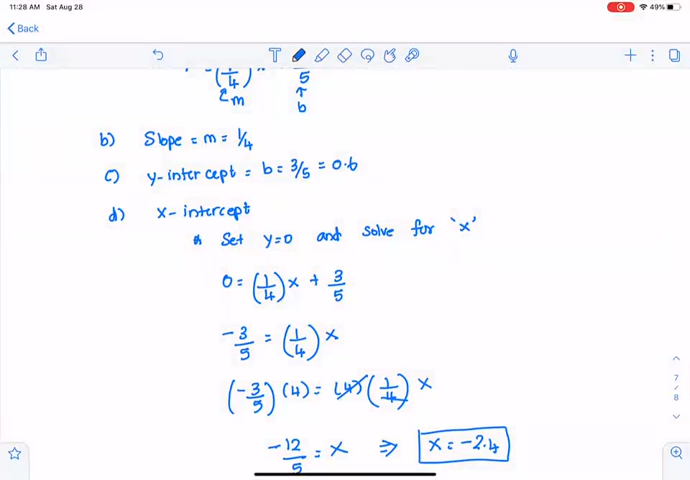 11:28 AM Sat Aug 28
49%
Back
T
(1/4) x 5
m
b
b) Slope = m = 1/4
c) y-intercept = b = 3/5 = 0.6
d) x-intercept
* Set y=0 and solve for 'x'
0 = (1/4) x + 3/5
-3/5 = (1/4) x
(-3/5) (4) = (4) (1/4) x
-12/5 = x ⇒ x = -2.4
7
/
8